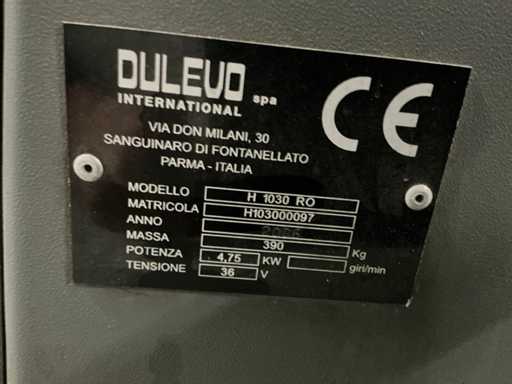 DULEVO spa
INTERNATIONAL
CE
VIA DON MILANI, 30
SANGUINARO DI FONTANELLATO
PARMA - ITALIA
MODELLO H 1030 RO
MATRICOLA H103000097
ANNO
MASSA 390 Kg
POTENZA 4,75 KW giri/min
TENSIONE 36 V